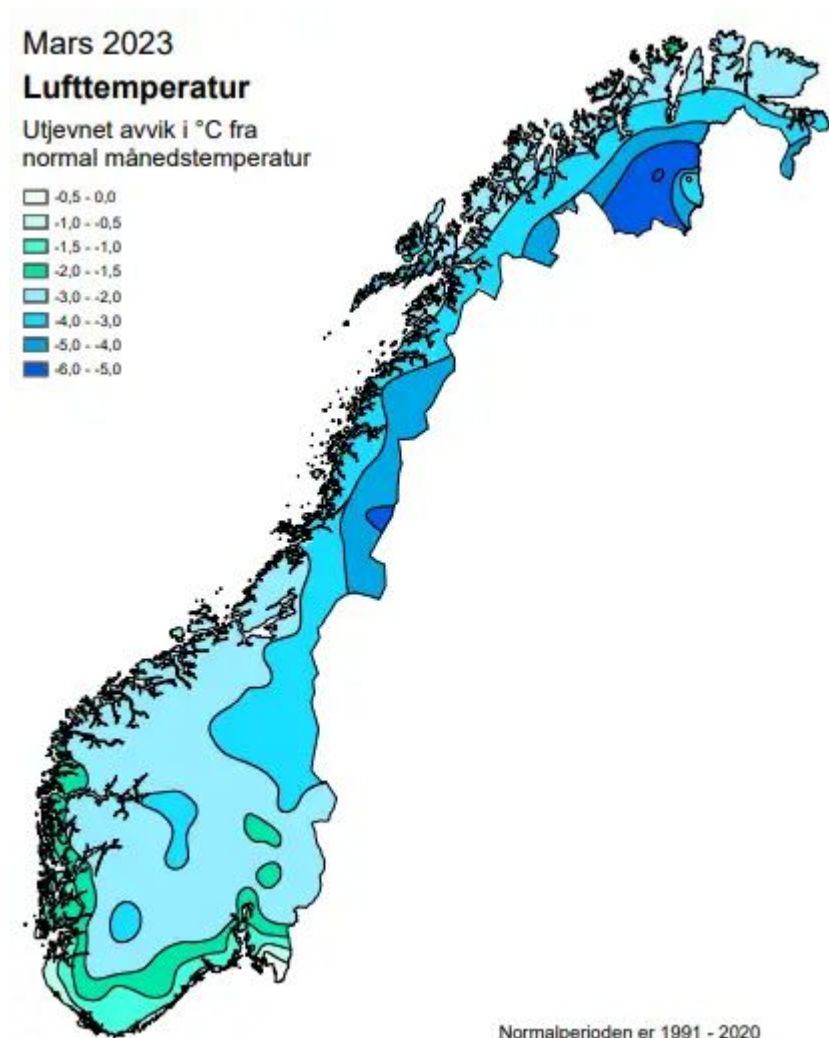 Mars 2023
Lufttemperatur
Utjevnet avvik i °C fra
normal månedstemperatur
-0,5 - 0,0
-1,0 - -0,5
-1,5 - -1,0
-2,0 - -1,5
-3,0 - -2,0
-4,0 - -3,0
-5,0 - -4,0
-6,0 - -5,0
Normalperioden er 1991 - 2020